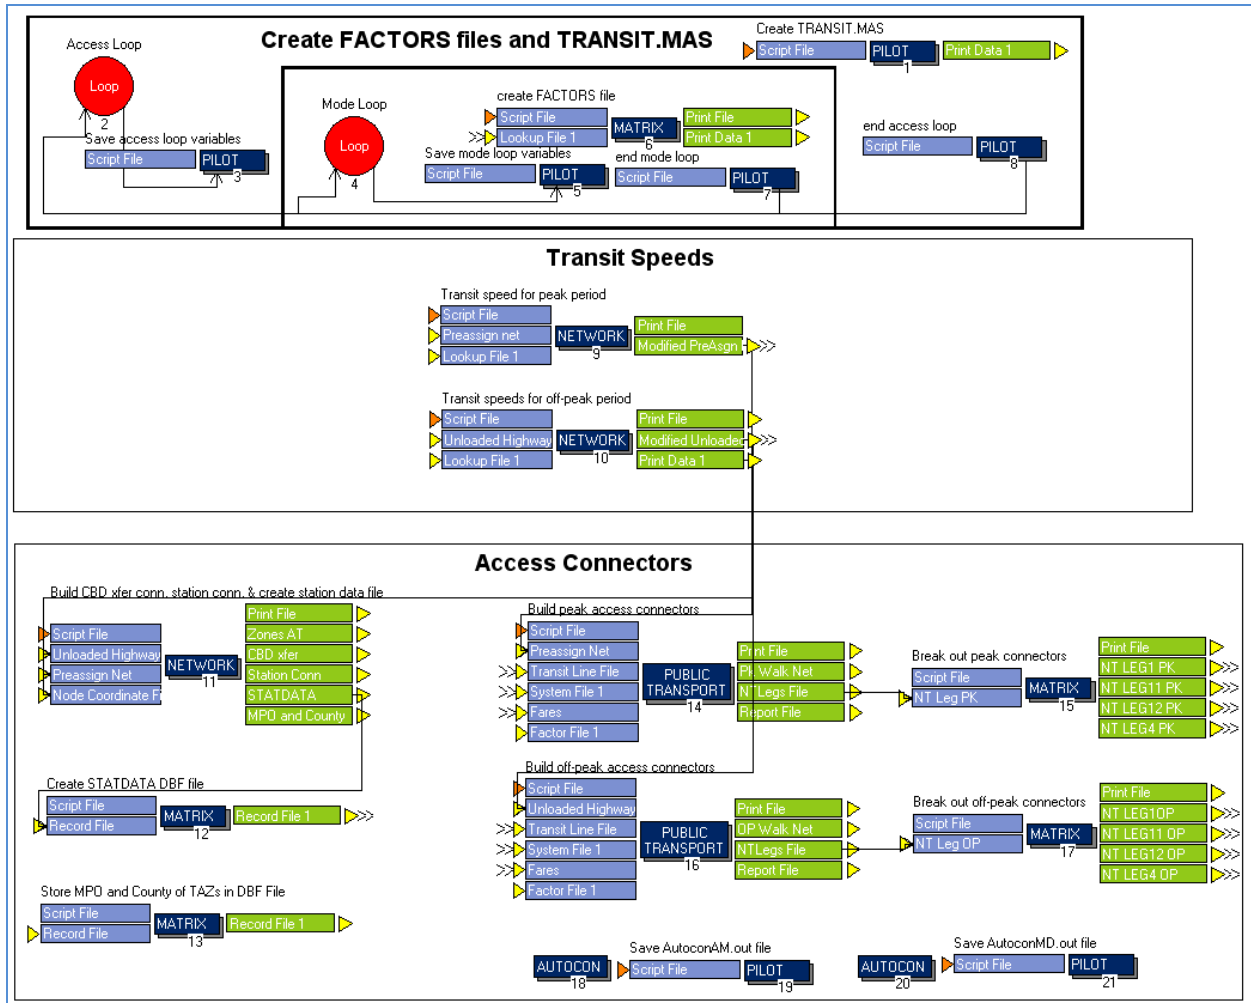 Create FACTORS files and TRANSIT.MAS
Create TRANSIT.MAS
Script File
PILOT
Print Data 1
1
Access Loop
Loop
2
Save access loop variables
Script File
PILOT
3
Mode Loop
Loop
4
create FACTORS file
Script File
Lookup File 1
MATRIX
6
Print File
Print Data 1
Save mode loop variables
Script File
PILOT
5
end mode loop
Script File
PILOT
7
end access loop
Script File
PILOT
8
Transit Speeds
Transit speed for peak period
Script File
Preassign net
Lookup File 1
NETWORK
9
Print File
Modified PreAsgn
Transit speeds for off-peak period
Script File
Unloaded Highway
Lookup File 1
NETWORK
10
Print File
Modified Unloaded
Print Data 1
Access Connectors
Build CBD xfer conn. station conn. & create station data file
Script File
Unloaded Highway
Preassign Net
Node Coordinate Fi
NETWORK
11
Print File
Zones AT
CBD xfer
Station Conn
STATDATA
MPO and County
Create STATDATA DBF file
Script File
Record File
MATRIX
12
Record File 1
Store MPO and County of TAZs in DBF File
Script File
Record File
MATRIX
13
Record File 1
Build peak access connectors
Script File
Preassign Net
Transit Line File
System File 1
Fares
Factor File 1
PUBLIC
TRANSPORT
14
Print File
Pk Walk Net
NTLegs File
Report File
Break out peak connectors
Script File
NT Leg PK
MATRIX
15
Print File
NT LEG1 PK
NT LEG11 PK
NT LEG12 PK
NT LEG4 PK
Build off-peak access connectors
Script File
Unloaded Highway
Transit Line File
System File 1
Fares
Factor File 1
PUBLIC
TRANSPORT
16
Print File
OP Walk Net
NTLegs File
Report File
Break out off-peak connectors
Script File
NT Leg OP
MATRIX
17
Print File
NT LEG1OP
NT LEG11 OP
NT LEG12 OP
NT LEG4 OP
AUTOCON
18
Save AutoconAM.out file
Script File
PILOT
19
AUTOCON
20
Save AutoconMD.out file
Script File
PILOT
21